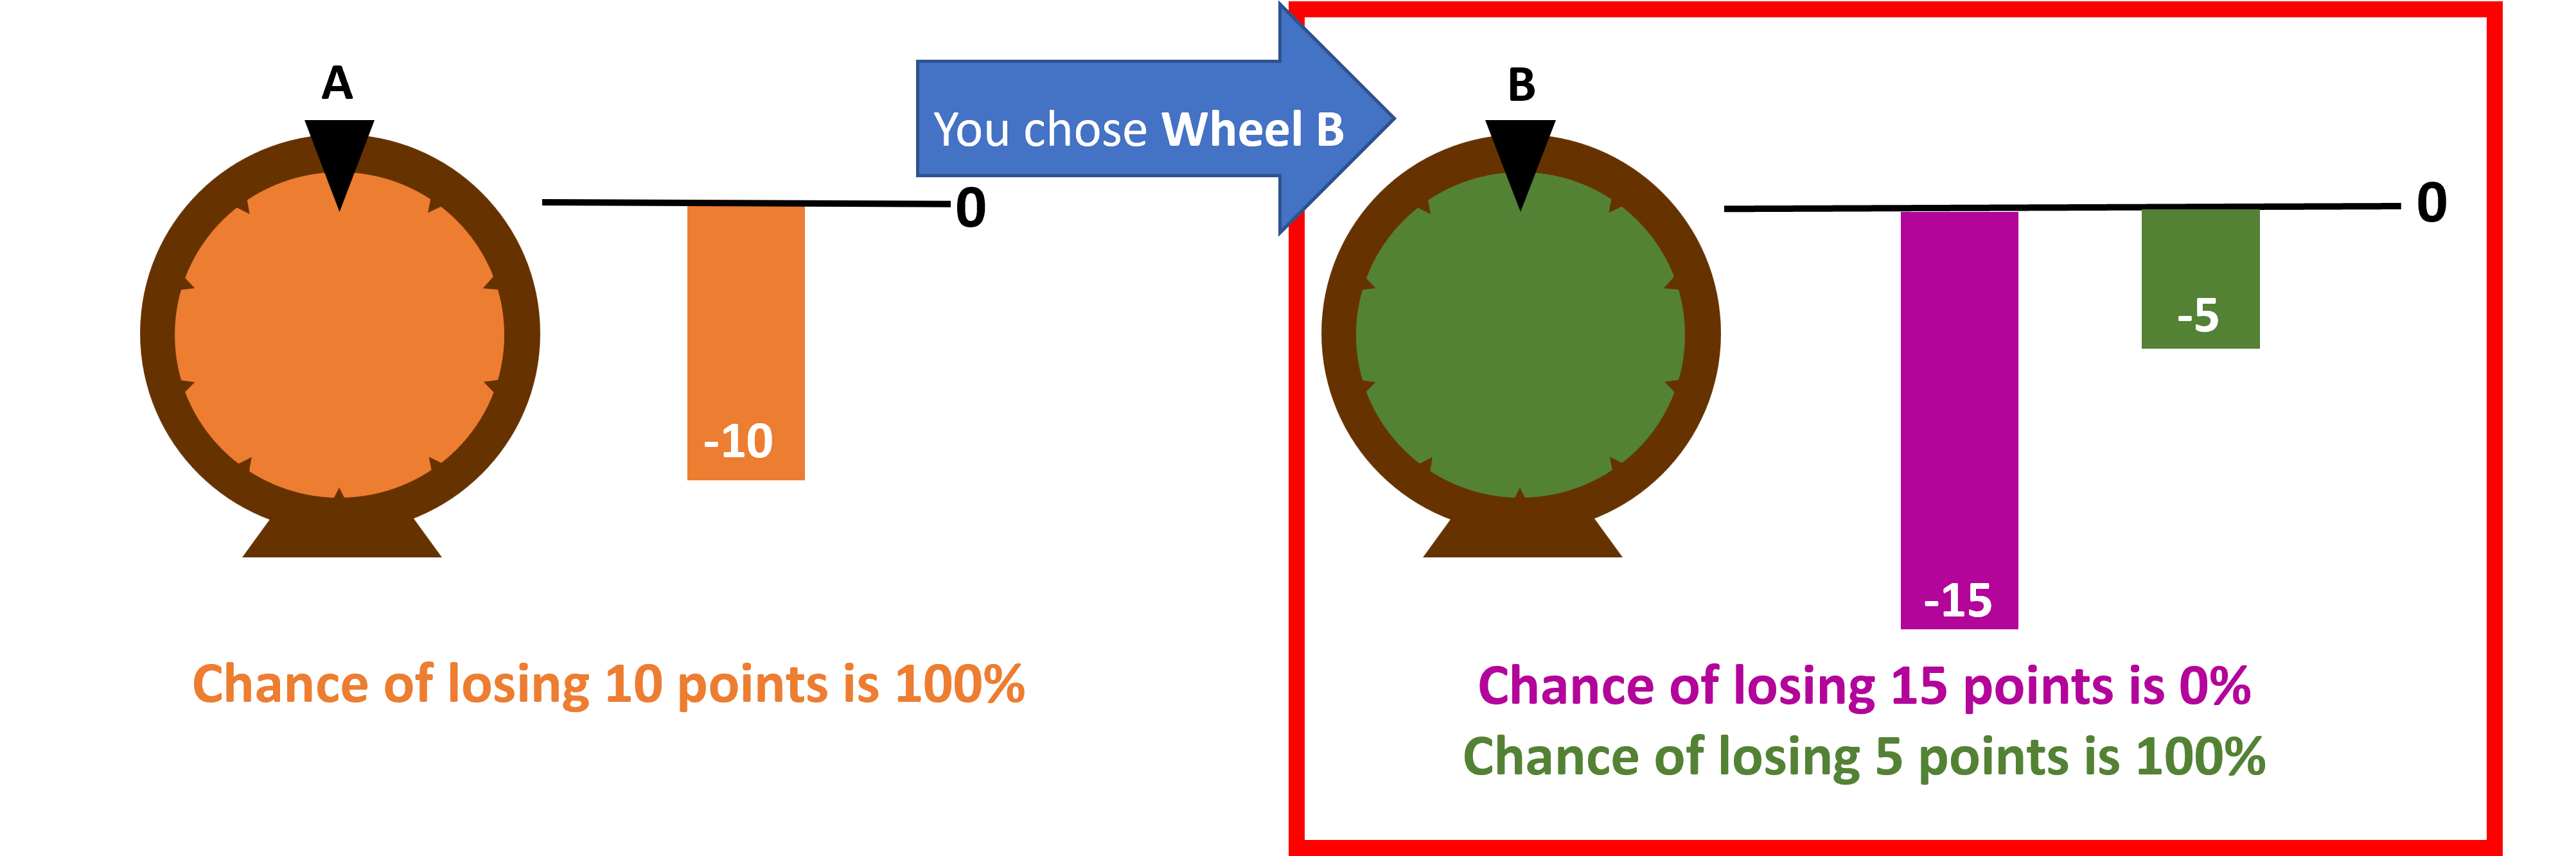 A
You chose Wheel B
B
0
0
-10
-5
-15
Chance of losing 10 points is 100%
Chance of losing 15 points is 0%
Chance of losing 5 points is 100%